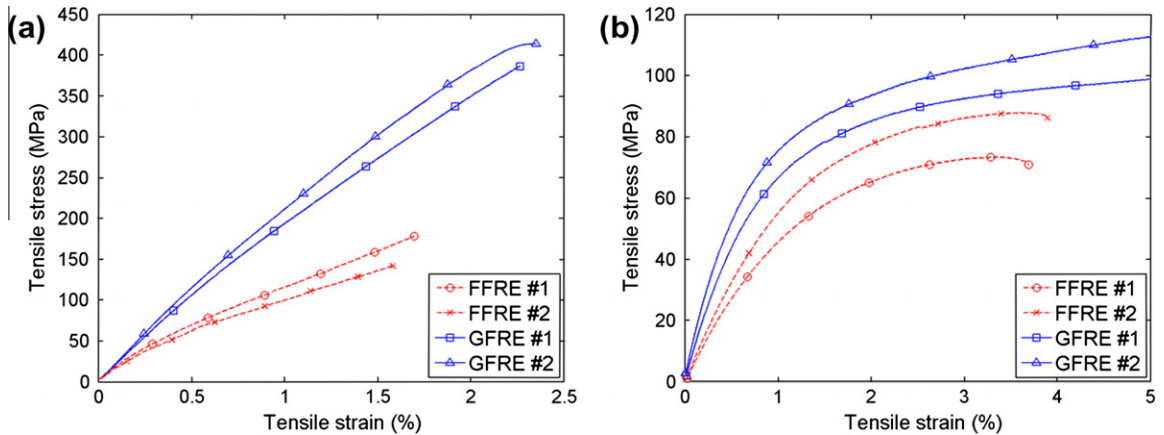 (a)
Tensile stress (MPa)
450
400
350
300
250
200
150
100
50
0
0
0.5
1
1.5
2
2.5
Tensile strain (%)
FFRE #1
FFRE #2
GFRE #1
GFRE #2
(b)
Tensile stress (MPa)
120
100
80
60
40
20
0
0
1
2
3
4
5
Tensile strain (%)
FFRE #1
FFRE #2
GFRE #1
GFRE #2